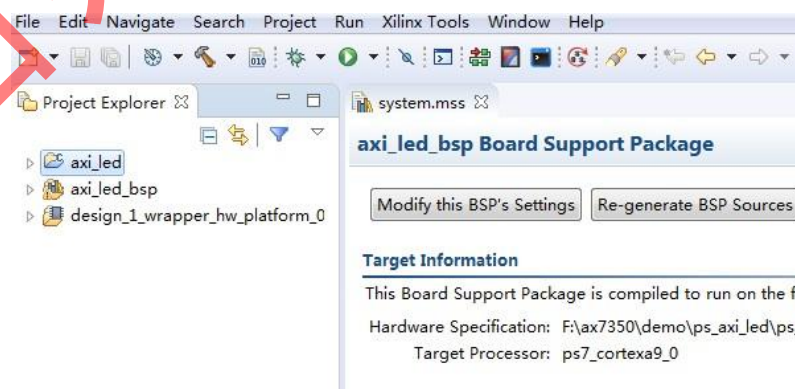 File Edit Navigate Search Project Run Xilinx Tools Window Help
010
Project Explorer
system.mss
axi_led_bsp Board Support Package
axi_led
axi_led_bsp
design_1_wrapper_hw_platform_0
Modify this BSP's Settings
Re-generate BSP Sources
Target Information
This Board Support Package is compiled to run on the
Hardware Specification: F:\ax7350\demo\ps_axi_led\ps_
Target Processor: ps7_cortexa9_0